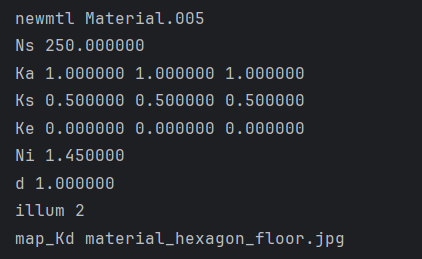 newmtl Material.005
Ns 250.000000
Ka 1.000000 1.000000 1.000000
Ks 0.500000 0.500000 0.500000
Ke 0.000000 0.000000 0.000000
Ni 1.450000
d 1.000000
illum 2
map_Kd material_hexagon_floor.jpg